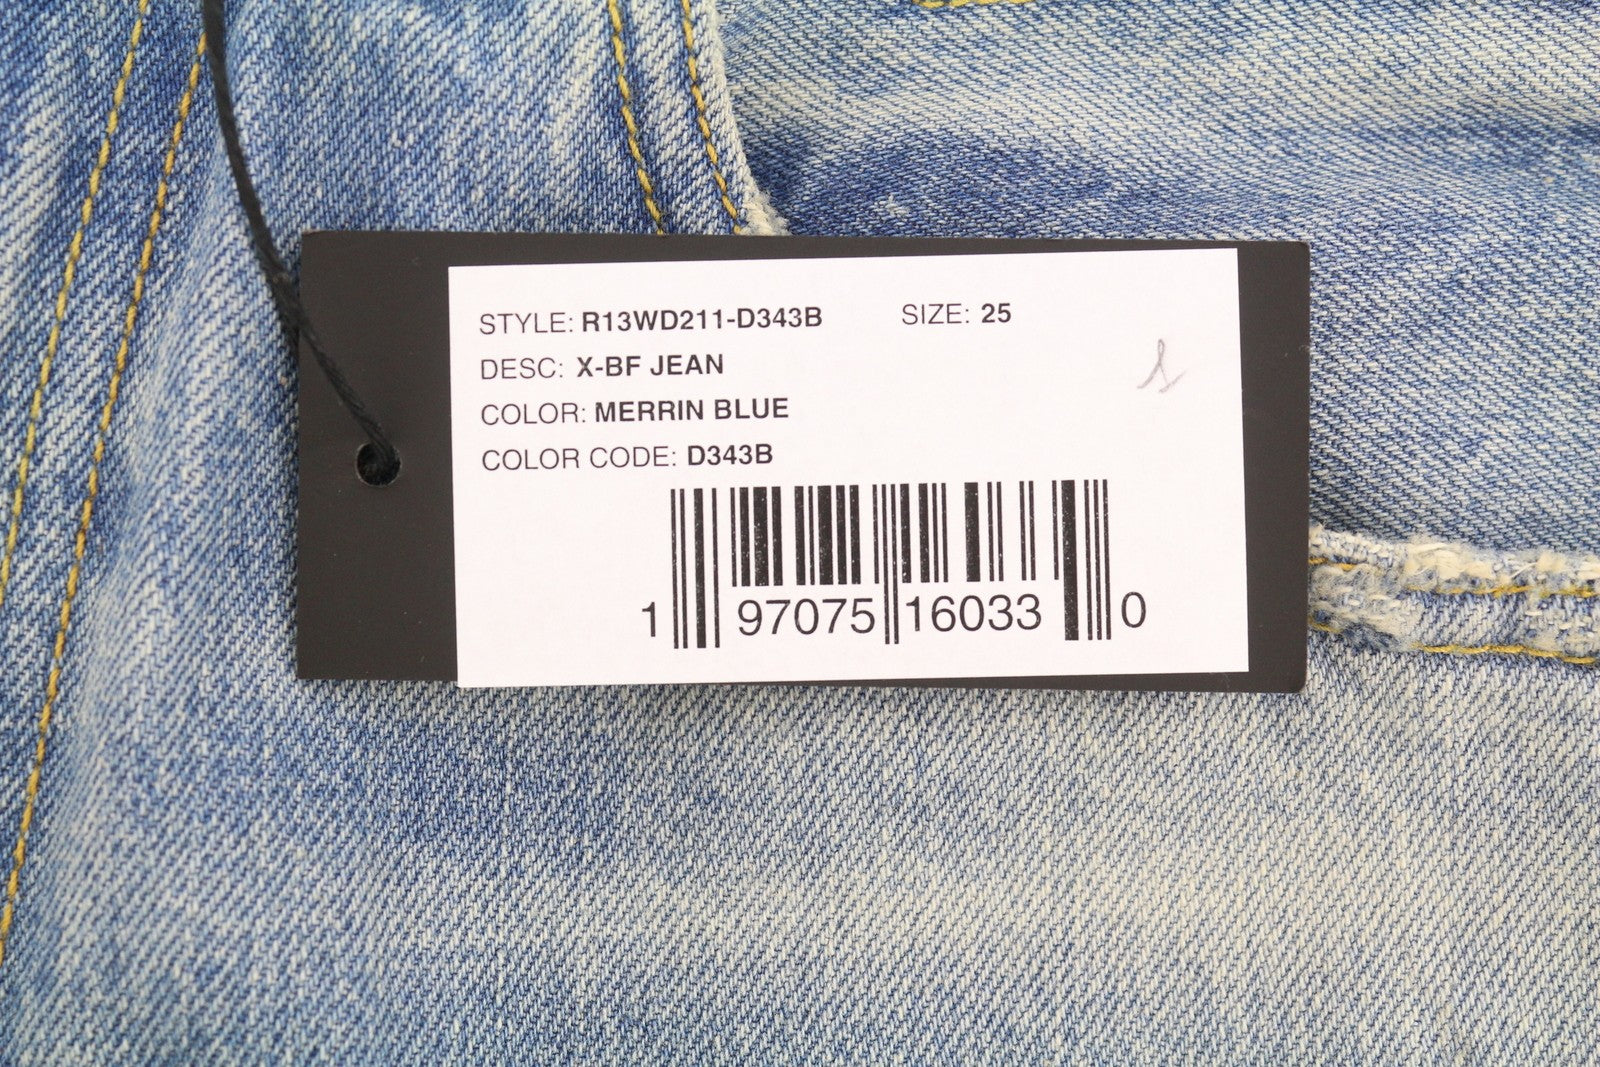 STYLE: R13WD211-D343B SIZE: 25
DESC: X-BF JEAN
COLOR: MERRIN BLUE
COLOR CODE: D343B
1 97075 16033 0